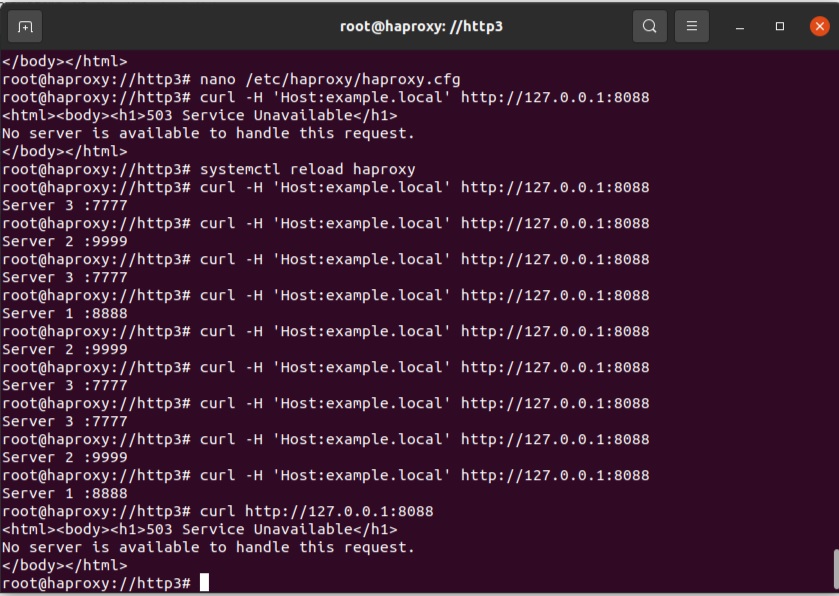 root@haproxy: //http3
</body></html>
root@haproxy://http3# nano /etc/haproxy/haproxy.cfg
root@haproxy://http3# curl -H 'Host:example.local' http://127.0.0.1:8088
<html><body><h1>503 Service Unavailable</h1>
No server is available to handle this request.
</body></html>
root@haproxy://http3# systemctl reload haproxy
root@haproxy://http3# curl -H 'Host:example.local' http://127.0.0.1:8088
Server 3 :7777
root@haproxy://http3# curl -H 'Host:example.local' http://127.0.0.1:8088
Server 2 :9999
root@haproxy://http3# curl -H 'Host:example.local' http://127.0.0.1:8088
Server 3 :7777
root@haproxy://http3# curl -H 'Host:example.local' http://127.0.0.1:8088
Server 1 :8888
root@haproxy://http3# curl -H 'Host:example.local' http://127.0.0.1:8088
Server 2 :9999
root@haproxy://http3# curl -H 'Host:example.local' http://127.0.0.1:8088
Server 3 :7777
root@haproxy://http3# curl -H 'Host:example.local' http://127.0.0.1:8088
Server 3 :7777
root@haproxy://http3# curl -H 'Host:example.local' http://127.0.0.1:8088
Server 2 :9999
root@haproxy://http3# curl -H 'Host:example.local' http://127.0.0.1:8088
Server 1 :8888
root@haproxy://http3# curl http://127.0.0.1:8088
<html><body><h1>503 Service Unavailable</h1>
No server is available to handle this request.
</body></html>
root@haproxy://http3#